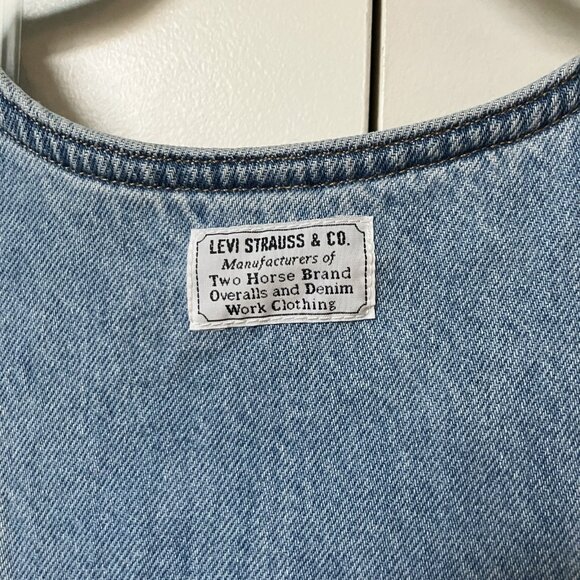 LEVI STRAUSS & CO.
Manufacturers of
Two Horse Brand
Overalls and Denim
Work Clothing